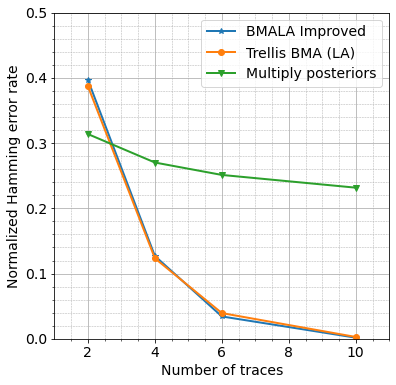 BMALA Improved
Trellis BMA (LA)
Multiply posteriors
Normalized Hamming error rate
0.5
0.4
0.3
0.2
0.1
0.0
2 4 6 8 10
Number of traces